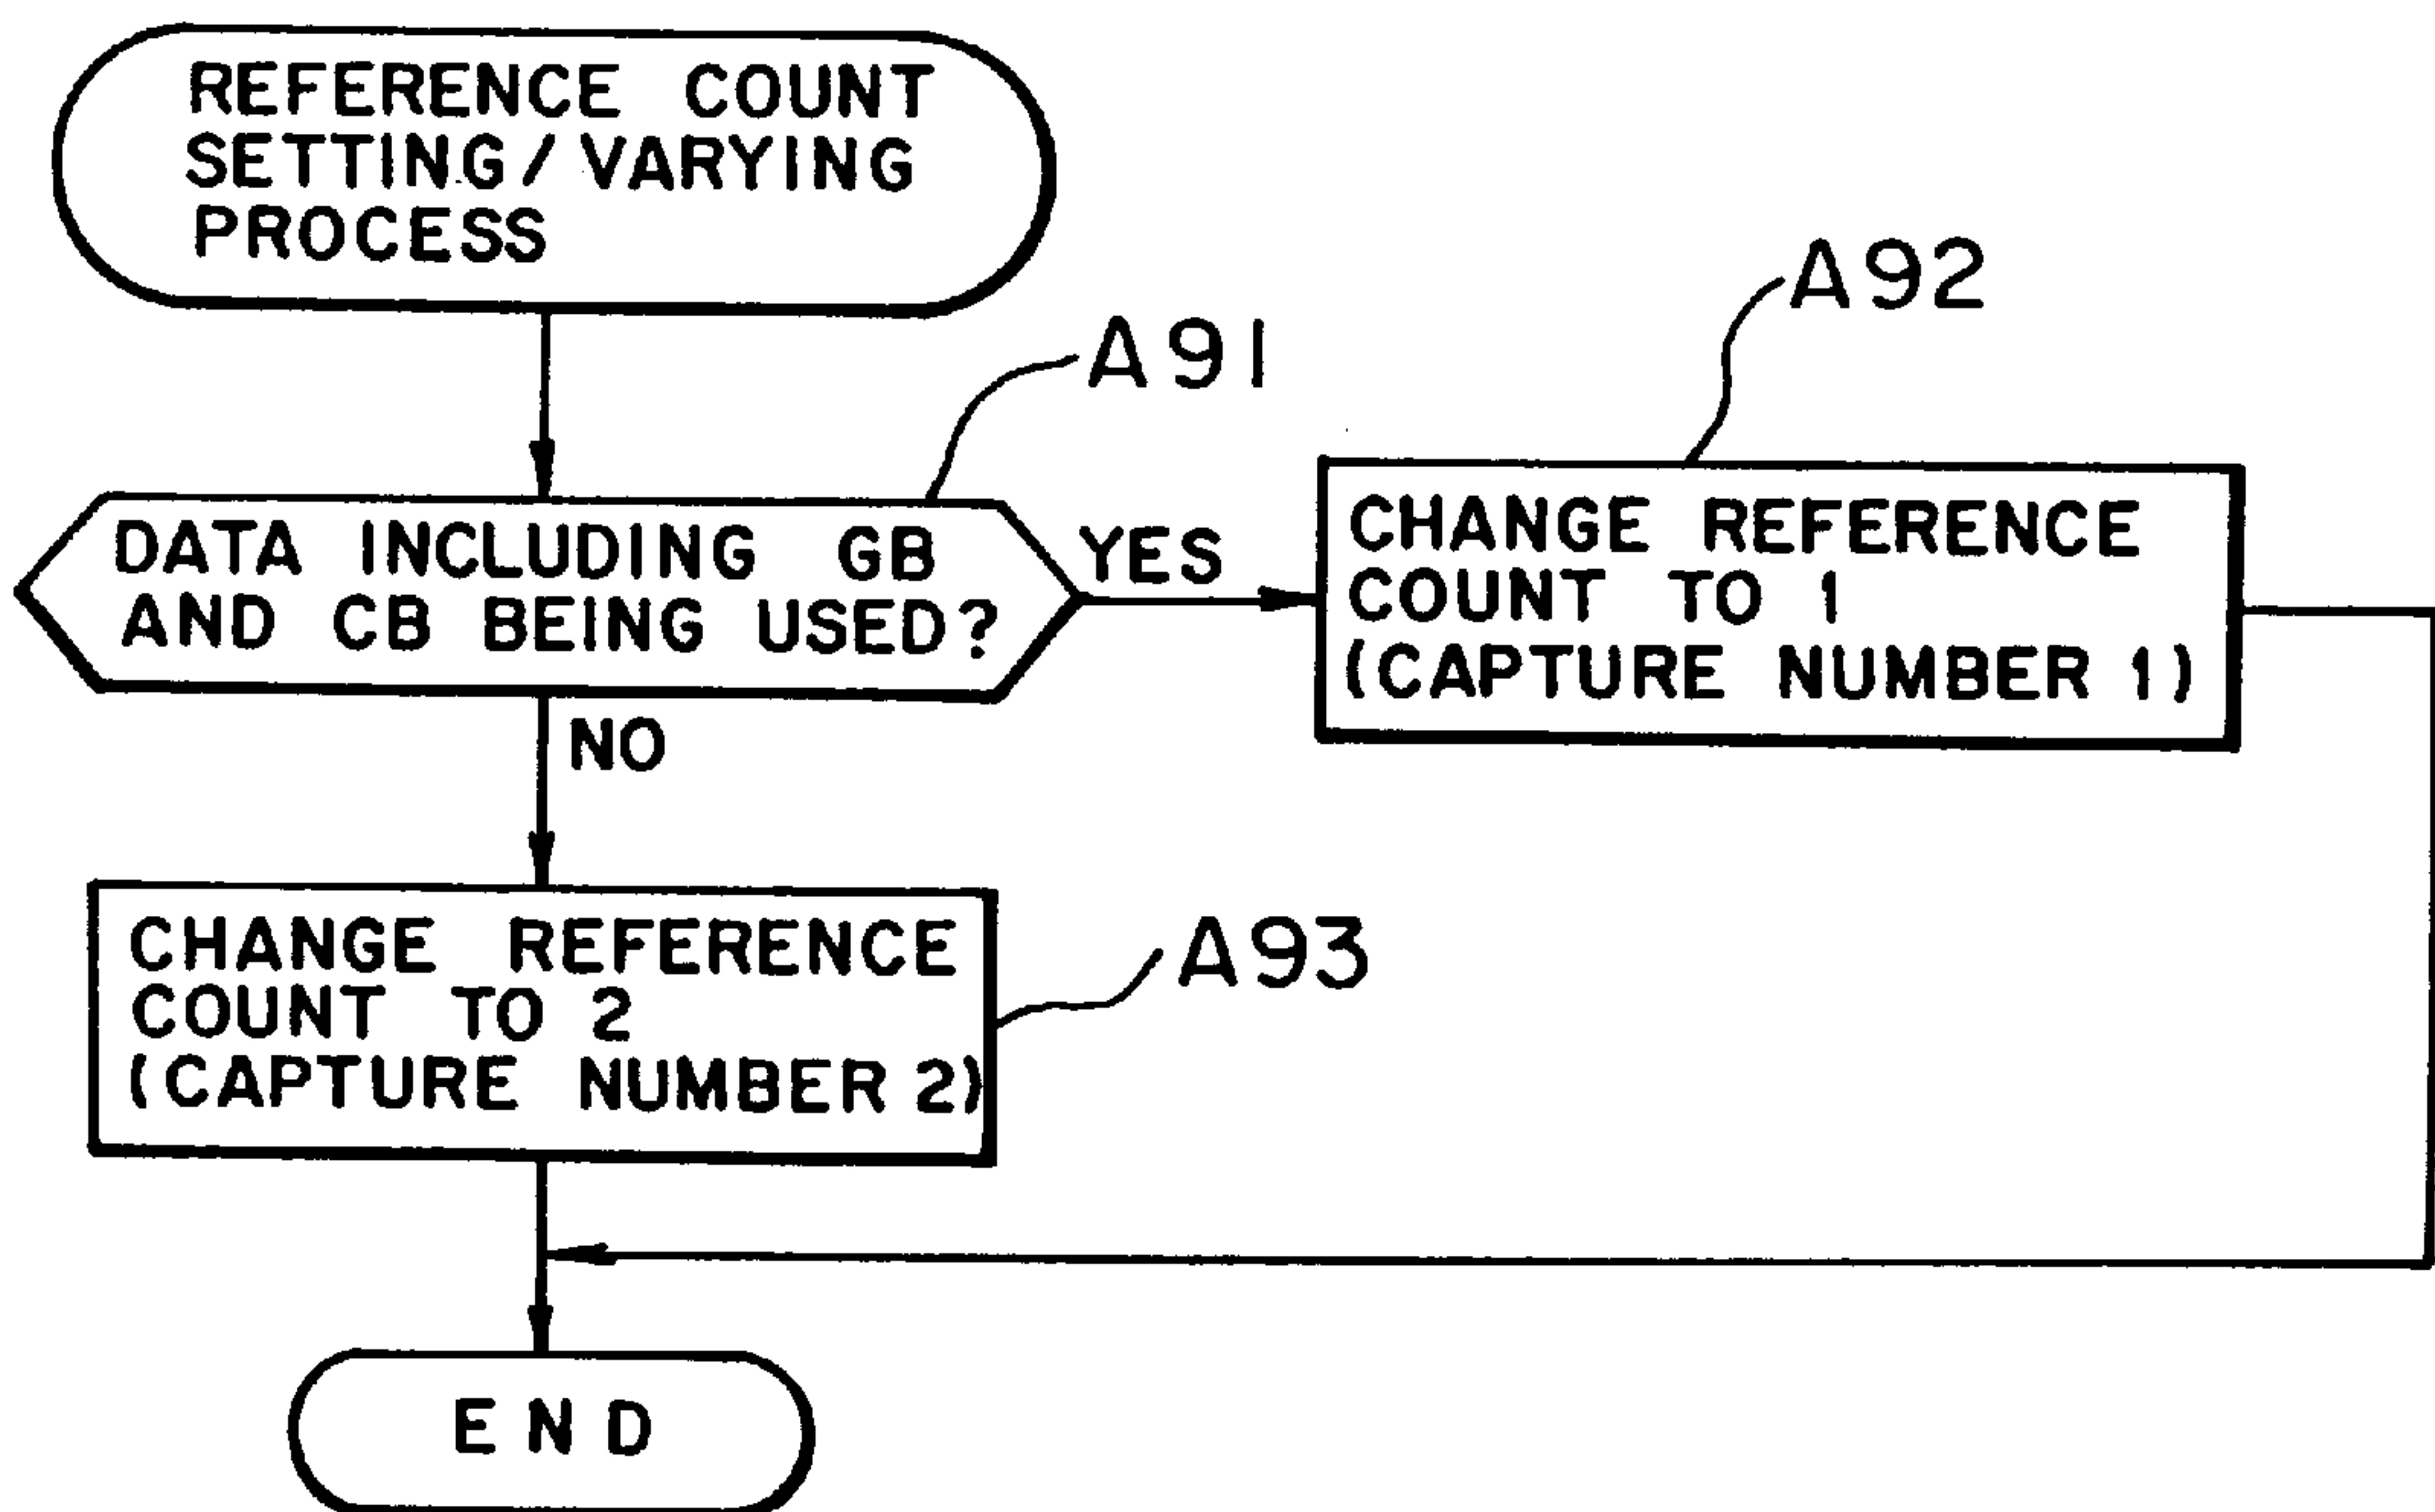 REFERENCE COUNT
SETTING/VARYING
PROCESS
A91
A92
DATA INCLUDING GB
AND CB BEING USED?
YES
CHANGE REFERENCE
COUNT TO 1
(CAPTURE NUMBER 1)
NO
CHANGE REFERENCE
COUNT TO 2
(CAPTURE NUMBER 2)
A93
END